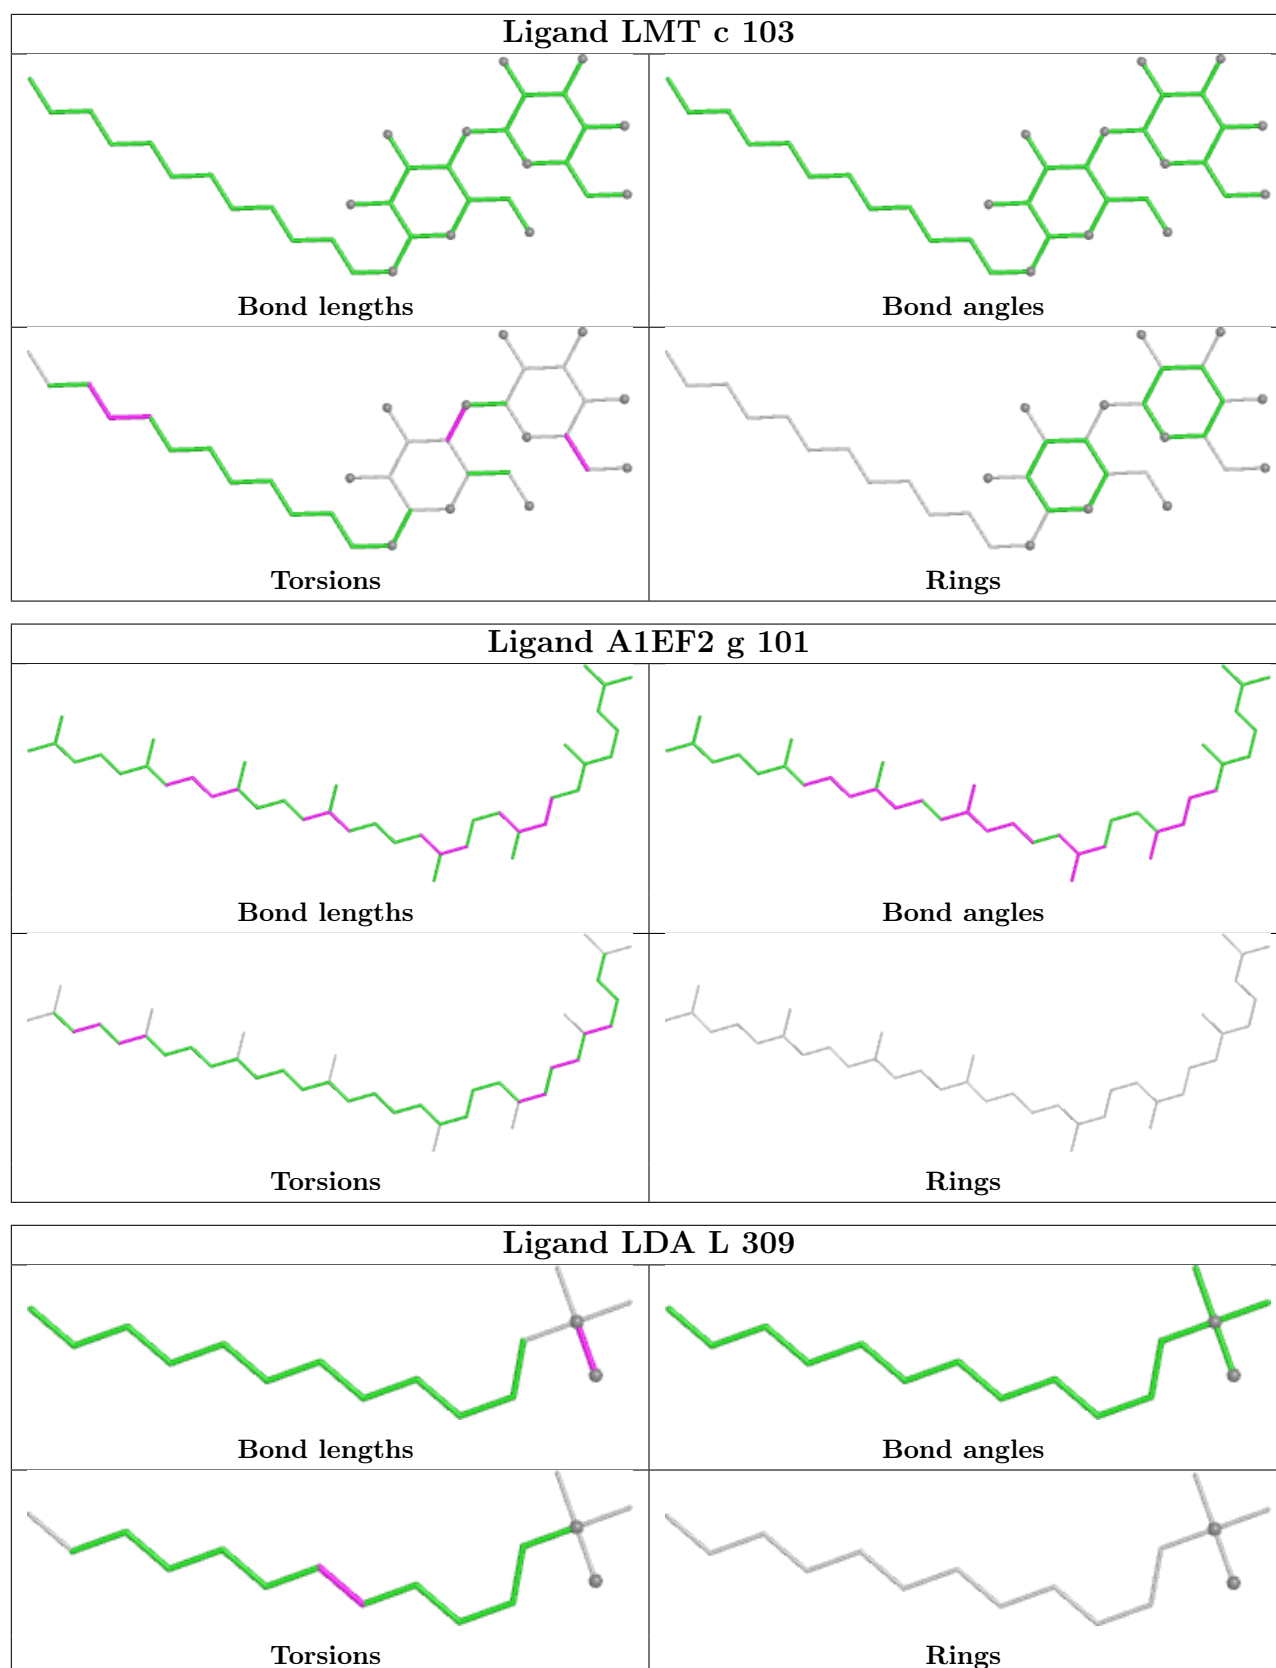 Ligand LMT c 103
Bond lengths
Bond angles
Torsions
Rings
Ligand A1EF2 g 101
Bond lengths
Bond angles
Torsions
Rings
Ligand LDA L 309
Bond lengths
Bond angles
Torsions
Rings